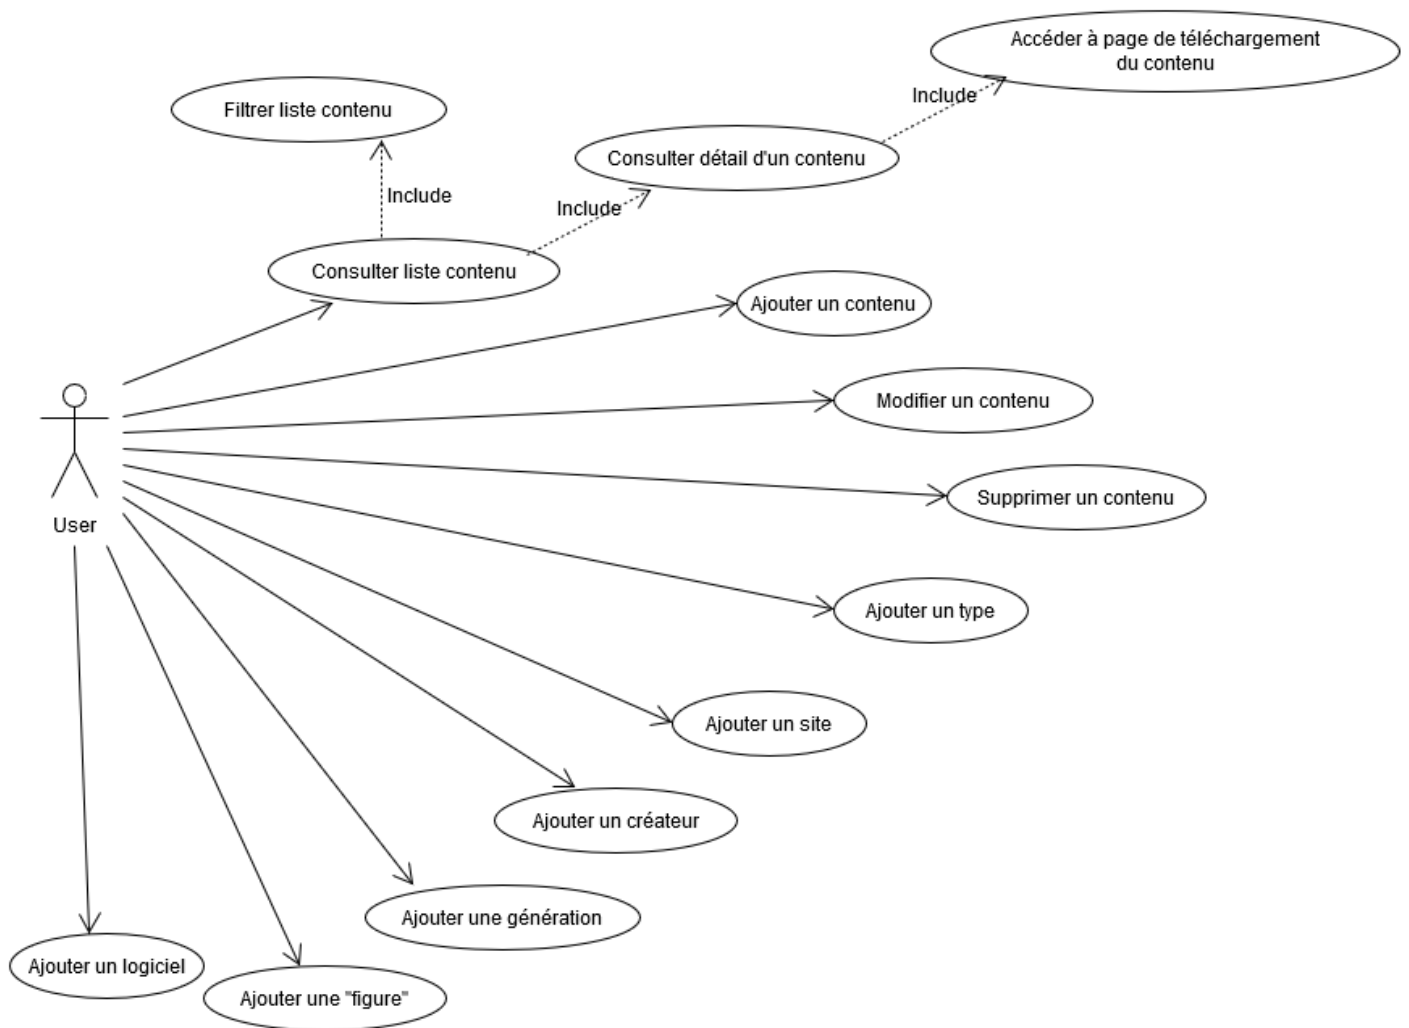 Accéder à page de téléchargement
du contenu
Include
Filtrer liste contenu
Consulter détail d'un contenu
Include
Include
Consulter liste contenu
Ajouter un contenu
Modifier un contenu
Supprimer un contenu
User
Ajouter un type
Ajouter un site
Ajouter un créateur
Ajouter une génération
Ajouter un logiciel
Ajouter une "figure"